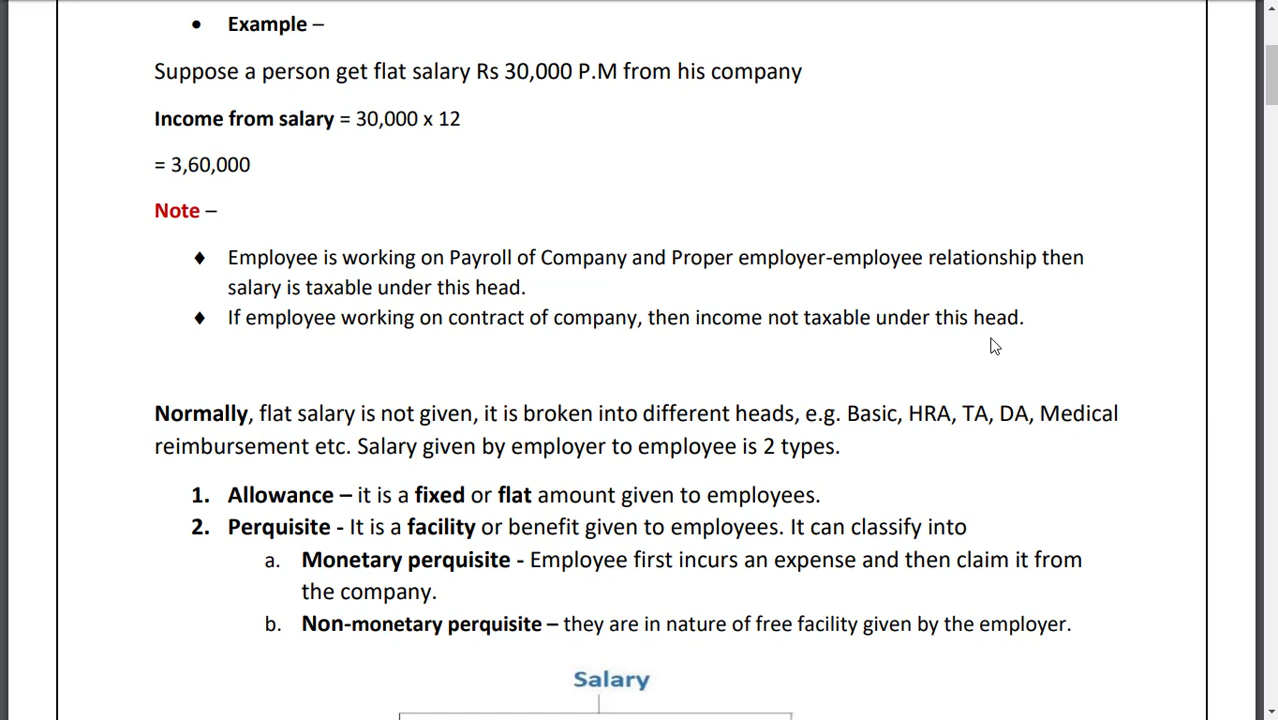 • Example –
Suppose a person get flat salary Rs 30,000 P.M from his company
Income from salary = 30,000 x 12
= 3,60,000
Note –
♦ Employee is working on Payroll of Company and Proper employer-employee relationship then
salary is taxable under this head.
♦ If employee working on contract of company, then income not taxable under this head.
Normally, flat salary is not given, it is broken into different heads, e.g. Basic, HRA, TA, DA, Medical
reimbursement etc. Salary given by employer to employee is 2 types.
1. Allowance – it is a fixed or flat amount given to employees.
2. Perquisite - It is a facility or benefit given to employees. It can classify into
a. Monetary perquisite - Employee first incurs an expense and then claim it from
the company.
b. Non-monetary perquisite – they are in nature of free facility given by the employer.
Salary